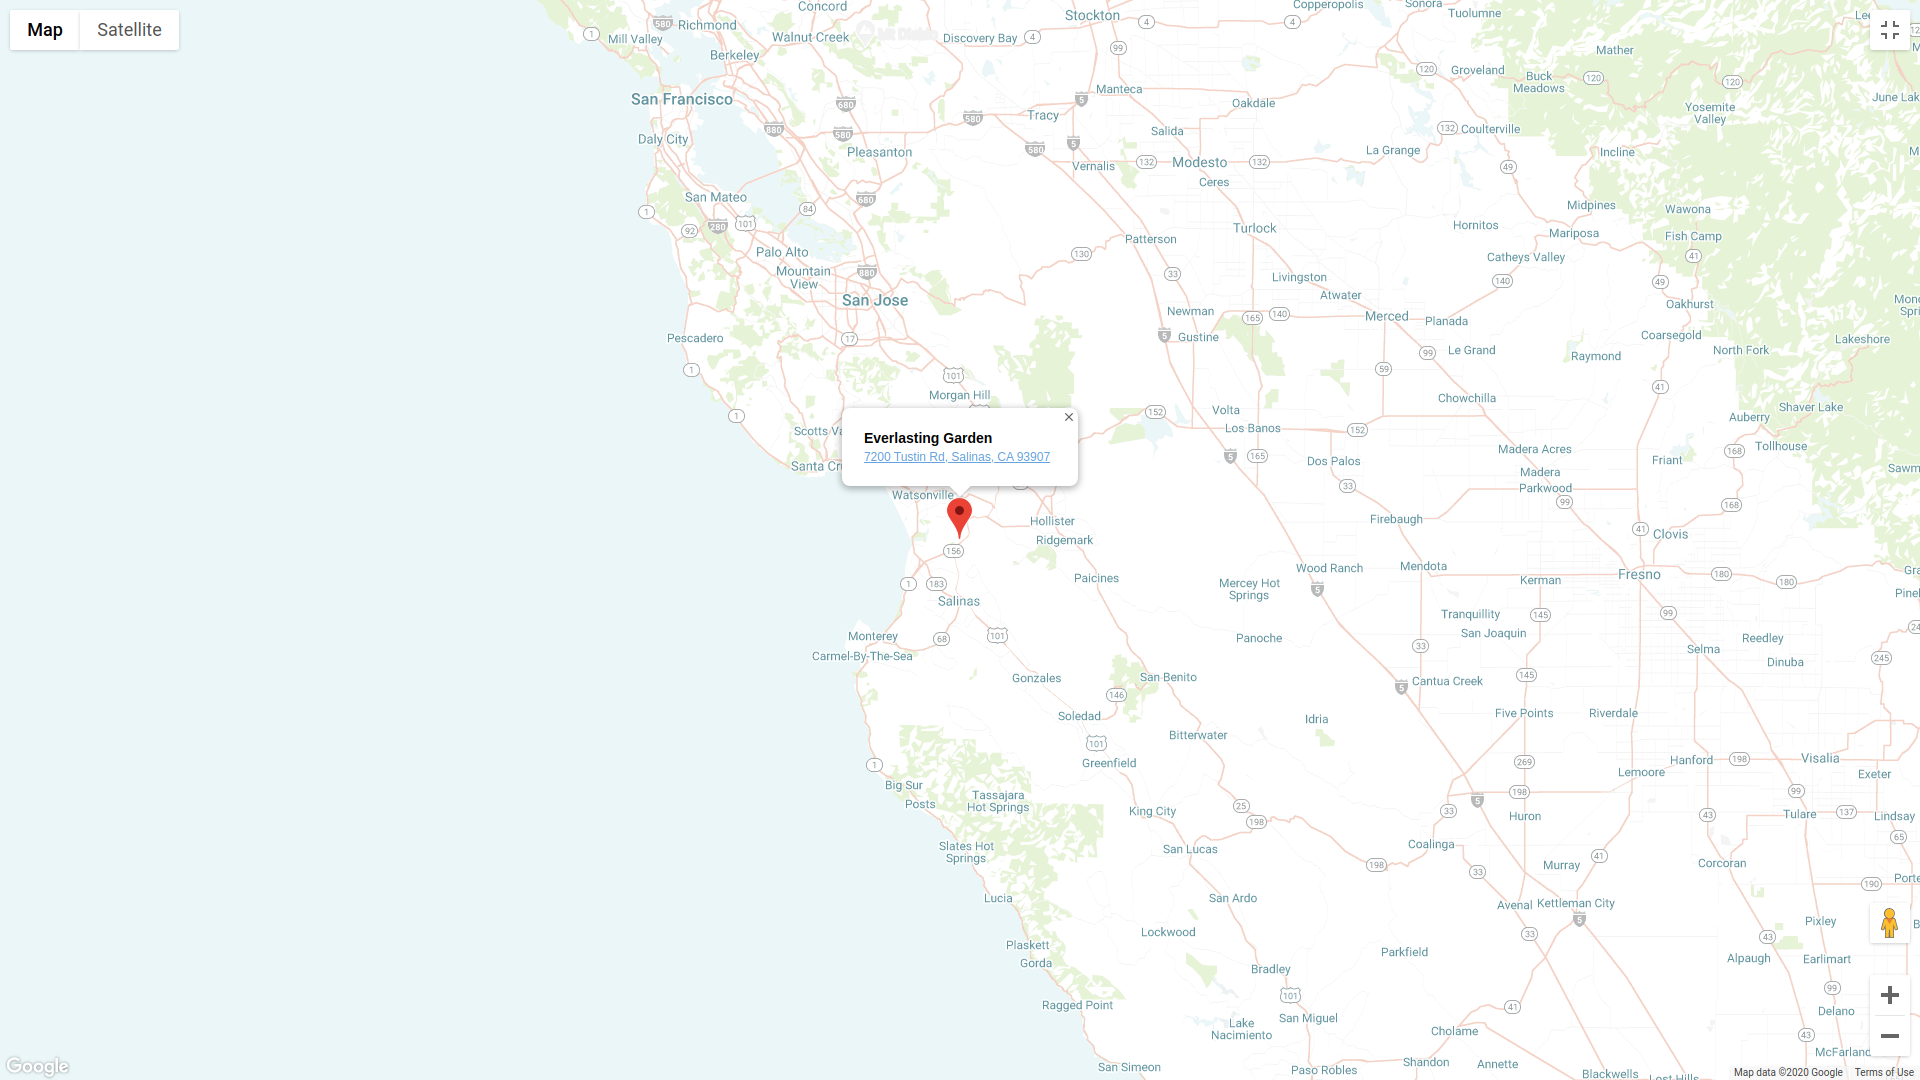 Map
Satellite
Concord
Stockton
Copperopolis
Sonora
Tuolumne
Richmond
Mill Valley
Walnut Creek
Discovery Bay
Berkeley
Mather
Groveland
Buck Meadows
San Francisco
Manteca
Oakdale
Yosemite Valley
June Lak
Tracy
Daly City
Salida
Coulterville
Pleasanton
Vernalis
Modesto
La Grange
Incline
Ceres
San Mateo
Midpines
Wawona
Turlock
Hornitos
Mariposa
Fish Camp
Patterson
Palo Alto
Catheys Valley
Mountain View
Livingston
Atwater
San Jose
Oakhurst
Newman
Merced
Planada
Pescadero
Gustine
Coarsegold
Lakeshore
Le Grand
Raymond
North Fork
Morgan Hill
Chowchilla
Shaver Lake
Volta
Auberry
Scotts Va
Los Banos
Everlasting Garden
7200 Tustin Rd, Salinas, CA 93907
Santa Cru
Madera Acres
Tollhouse
Dos Palos
Friant
Madera
Parkwood
Watsonville
Hollister
Firebaugh
Ridgemark
Clovis
Wood Ranch
Mendota
Fresno
Paicines
Mercey Hot Springs
Kerman
Salinas
Tranquillity
San Joaquin
Monterey
Panoche
Reedley
Selma
Carmel-By-The-Sea
Dinuba
Gonzales
San Benito
Cantua Creek
Soledad
Idria
Five Points
Riverdale
Bitterwater
Greenfield
Hanford
Visalia
Lemoore
Exeter
Big Sur
Posts
Tassajara Hot Springs
King City
Huron
Tulare
Lindsay
Slates Hot Springs
San Lucas
Coalinga
Murray
Corcoran
Lucia
San Ardo
Avenal
Kettleman City
Pixley
Lockwood
Plaskett
Parkfield
Alpaugh
Earlimart
Gorda
Bradley
Ragged Point
Delano
Lake Nacimiento
San Miguel
Cholame
McFarland
San Simeon
Paso Robles
Shandon
Annette
Blackwells
Lost Hills
Google
Map data ©2020 Google
Terms of Use